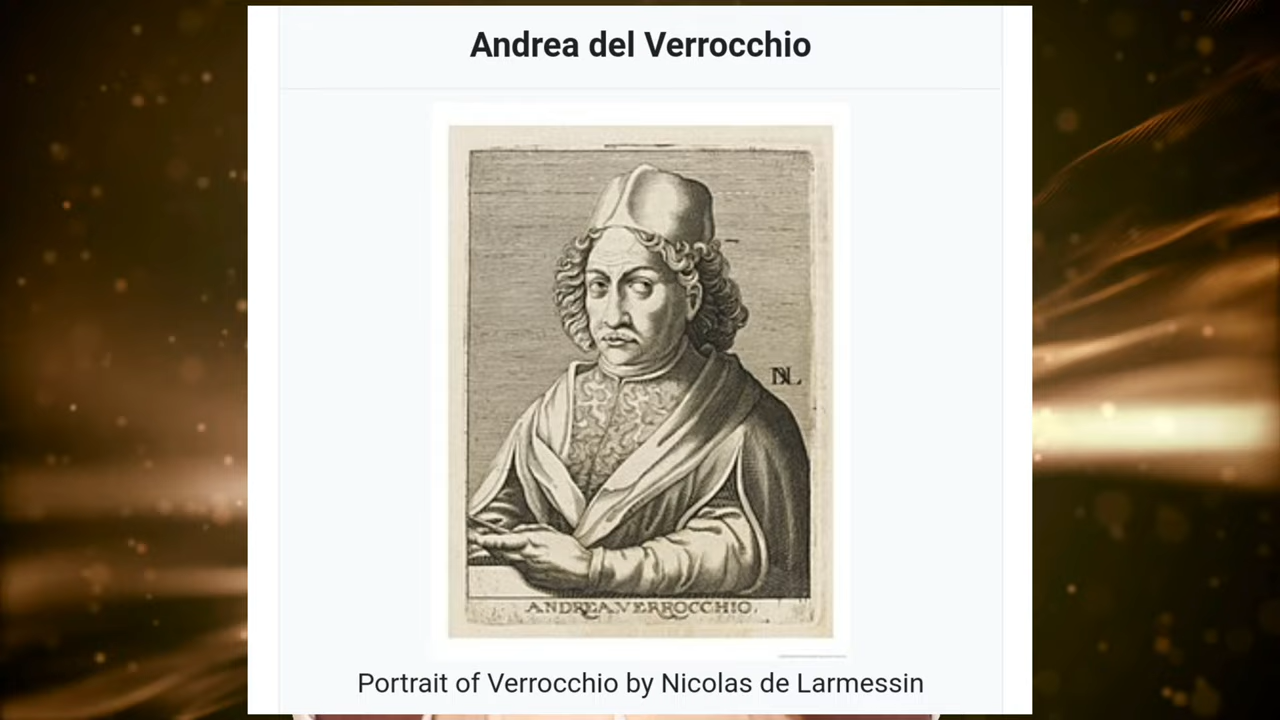 Andrea del Verrocchio
NL
ANDREA VERROCCHIO.
Portrait of Verrocchio by Nicolas de Larmessin